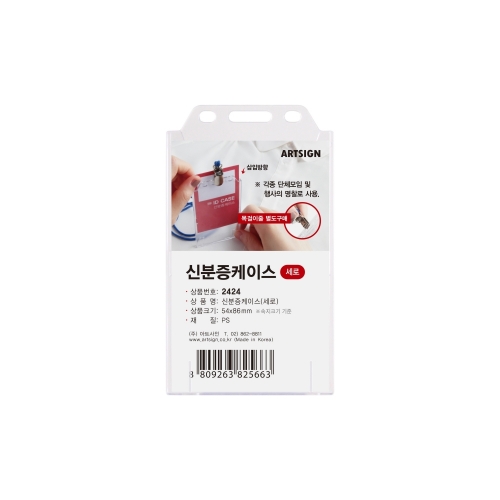 ARTSIGN
삽입방향
※ 각종 단체모임 및
행사의 명찰로 사용.
ID CASE
목걸이줄 별도구매
신분증케이스 세로
· 상품번호: 2424
· 상 품 명: 신분증케이스(세로)
· 상품크기: 54x86mm ※속지크기 기준
· 재 질: PS
(주) 아트사인 T. 02) 862-8811
www.artsign.co.kr (Made in Korea)
8 809263 825663